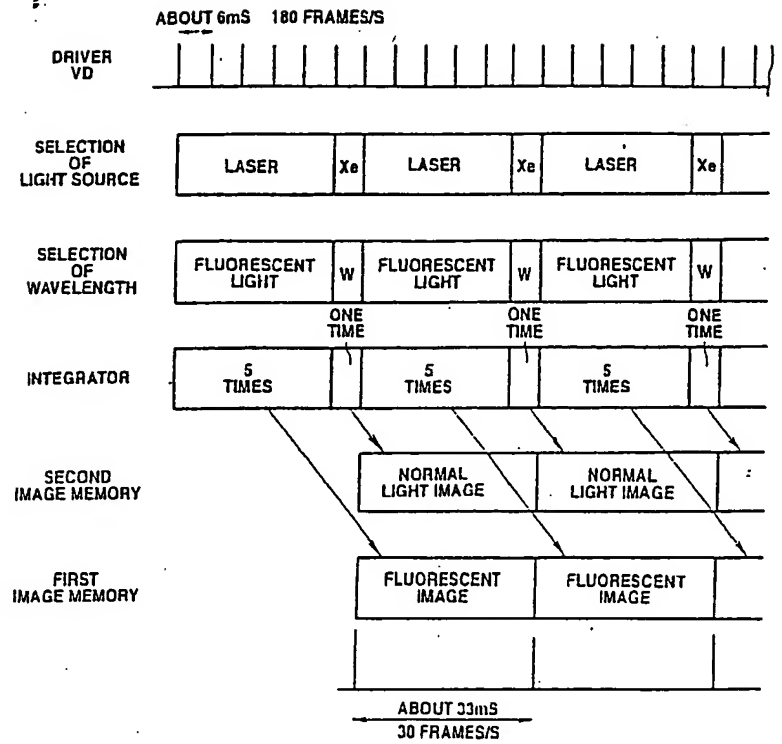 ABOUT 6mS 180 FRAMES/S
DRIVER
VD
SELECTION
OF
LIGHT SOURCE
LASER Xe LASER Xe LASER Xe
SELECTION
OF
WAVELENGTH
FLUORESCENT
LIGHT
W
FLUORESCENT
LIGHT
W
FLUORESCENT
LIGHT
W
ONE
TIME
ONE
TIME
ONE
TIME
INTEGRATOR
5
TIMES
5
TIMES
5
TIMES
SECOND
IMAGE MEMORY
NORMAL
LIGHT IMAGE
NORMAL
LIGHT IMAGE
FIRST
IMAGE MEMORY
FLUORESCENT
IMAGE
FLUORESCENT
IMAGE
ABOUT 33mS
30 FRAMES/S